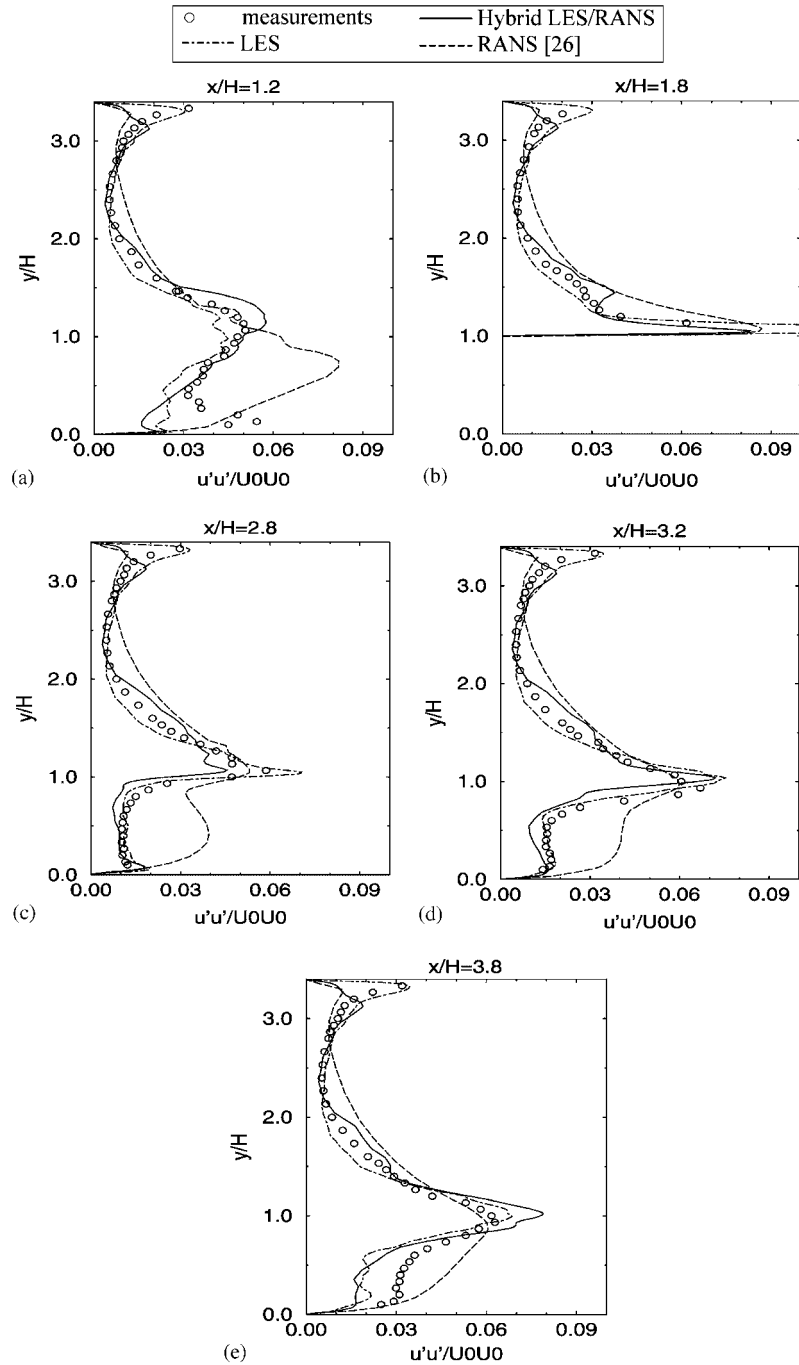 measurements
Hybrid LES/RANS
LES
RANS [26]
x/H=1.2
3.0
2.0
1.0
0.0
y/H
0.00
0.03
0.06
0.09
u'u'/U0U0
(a)
x/H=1.8
3.0
2.0
1.0
0.0
y/H
0.00
0.03
0.06
0.09
u'u'/U0U0
(b)
x/H=2.8
3.0
2.0
1.0
0.0
y/H
0.00
0.03
0.06
0.09
u'u'/U0U0
(c)
x/H=3.2
3.0
2.0
1.0
0.0
y/H
0.00
0.03
0.06
0.09
u'u'/U0U0
(d)
x/H=3.8
3.0
2.0
1.0
0.0
y/H
0.00
0.03
0.06
0.09
u'u'/U0U0
(e)